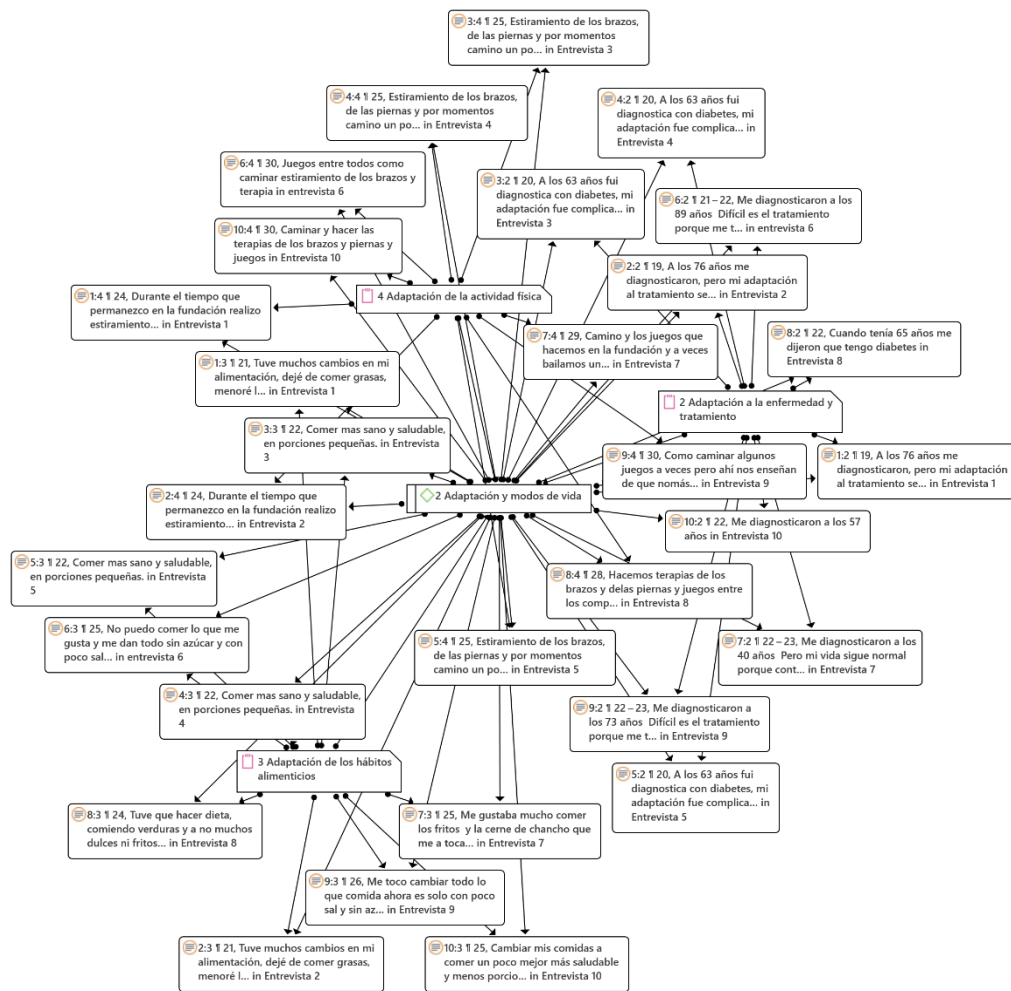 3:4 ¶ 25, Estiramiento de los brazos,
de las piernas y por momentos
camino un po... in Entrevista 3
4:4 ¶ 25, Estiramiento de los brazos,
de las piernas y por momentos
camino un po... in Entrevista 4
4:2 ¶ 20, A los 63 años fui
diagnostica con diabetes, mi
adaptación fue complica... in
Entrevista 4
6:4 ¶ 30, Juegos entre todos como
caminar estiramiento de los brazos y
terapia in entrevista 6
3:2 ¶ 20, A los 63 años fui
diagnostica con diabetes, mi
adaptación fue complica... in
Entrevista 3
6:2 ¶ 21 – 22, Me diagnosticaron a los
89 años Difícil es el tratamiento
porque me t... in entrevista 6
10:4 ¶ 30, Caminar y hacer las
terapias de los brazos y piernas y
juegos in Entrevista 10
2:2 ¶ 19, A los 76 años me
diagnosticaron, pero mi adaptación
al tratamiento se... in Entrevista 2
1:4 ¶ 24, Durante el tiempo que
permanezco en la fundación realizo
estiramiento... in Entrevista 1
4 Adaptación de la actividad física
7:4 ¶ 29, Camino y los juegos que
hacemos en la fundación y a veces
bailamos un... in Entrevista 7
8:2 ¶ 22, Cuando tenía 65 años me
dijeron que tengo diabetes in
Entrevista 8
1:3 ¶ 21, Tuve muchos cambios en mi
alimentación, dejé de comer grasas,
menoré l... in Entrevista 1
2 Adaptación a la enfermedad y
tratamiento
3:3 ¶ 22, Comer mas sano y saludable,
en porciones pequeñas. in Entrevista
3
9:4 ¶ 30, Como caminar algunos
juegos a veces pero ahí nos enseñan
de que nomás... in Entrevista 9
1:2 ¶ 19, A los 76 años me
diagnosticaron, pero mi adaptación
al tratamiento se... in Entrevista 1
2 Adaptación y modos de vida
2:4 ¶ 24, Durante el tiempo que
permanezco en la fundación realizo
estiramiento... in Entrevista 2
10:2 ¶ 22, Me diagnosticaron a los 57
años in Entrevista 10
5:3 ¶ 22, Comer mas sano y saludable,
en porciones pequeñas. in Entrevista
5
8:4 ¶ 28, Hacemos terapias de los
brazos y delas piernas y juegos entre
los comp... in Entrevista 8
6:3 ¶ 25, No puedo comer lo que me
gusta y me dan todo sin azúcar y con
poco sal... in entrevista 6
5:4 ¶ 25, Estiramiento de los brazos,
de las piernas y por momentos
camino un po... in Entrevista 5
7:2 ¶ 22 – 23, Me diagnosticaron a los
40 años Pero mi vida sigue normal
porque cont... in Entrevista 7
4:3 ¶ 22, Comer mas sano y saludable,
en porciones pequeñas. in Entrevista
4
9:2 ¶ 22 – 23, Me diagnosticaron a
los 73 años Difícil es el tratamiento
porque me t... in Entrevista 9
3 Adaptación de los hábitos
alimenticios
5:2 ¶ 20, A los 63 años fui
diagnostica con diabetes, mi
adaptación fue complica... in
Entrevista 5
8:3 ¶ 24, Tuve que hacer dieta,
comiendo verduras y a no muchos
dulces ni fritos... in Entrevista 8
7:3 ¶ 25, Me gustaba mucho comer
los fritos y la cerne de chancho que
me a toca... in Entrevista 7
9:3 ¶ 26, Me toco cambiar todo lo
que comida ahora es solo con poco
sal y sin az... in Entrevista 9
2:3 ¶ 21, Tuve muchos cambios en mi
alimentación, dejé de comer grasas,
menoré l... in Entrevista 2
10:3 ¶ 25, Cambiar mis comidas a
comer un poco mejor más saludable
y menos porcio... in Entrevista 10